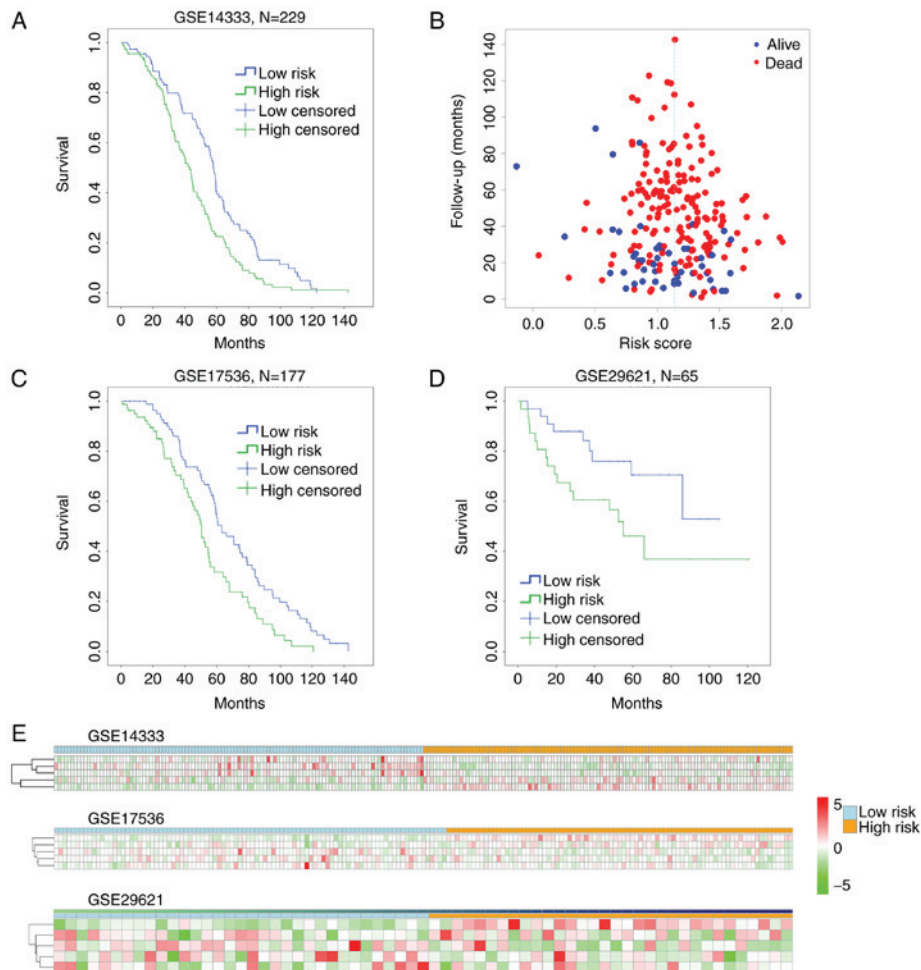 A
GSE14333, N=229
Survival
1.0
0.8
0.6
0.4
0.2
0.0
Low risk
High risk
Low censored
High censored
0 20 40 60 80 100 120 140
Months
B
Follow-up (months)
140
120
100
80
60
40
20
0
Alive
Dead
0.0 0.5 1.0 1.5 2.0
Risk score
C
GSE17536, N=177
Survival
1.0
0.8
0.6
0.4
0.2
0.0
Low risk
High risk
Low censored
High censored
0 20 40 60 80 100 120 140
Months
D
GSE29621, N=65
Survival
1.0
0.8
0.6
0.4
0.2
0.0
Low risk
High risk
Low censored
High censored
0 20 40 60 80 100 120
Months
E
GSE14333
GSE17536
GSE29621
5
0
-5
Low risk
High risk